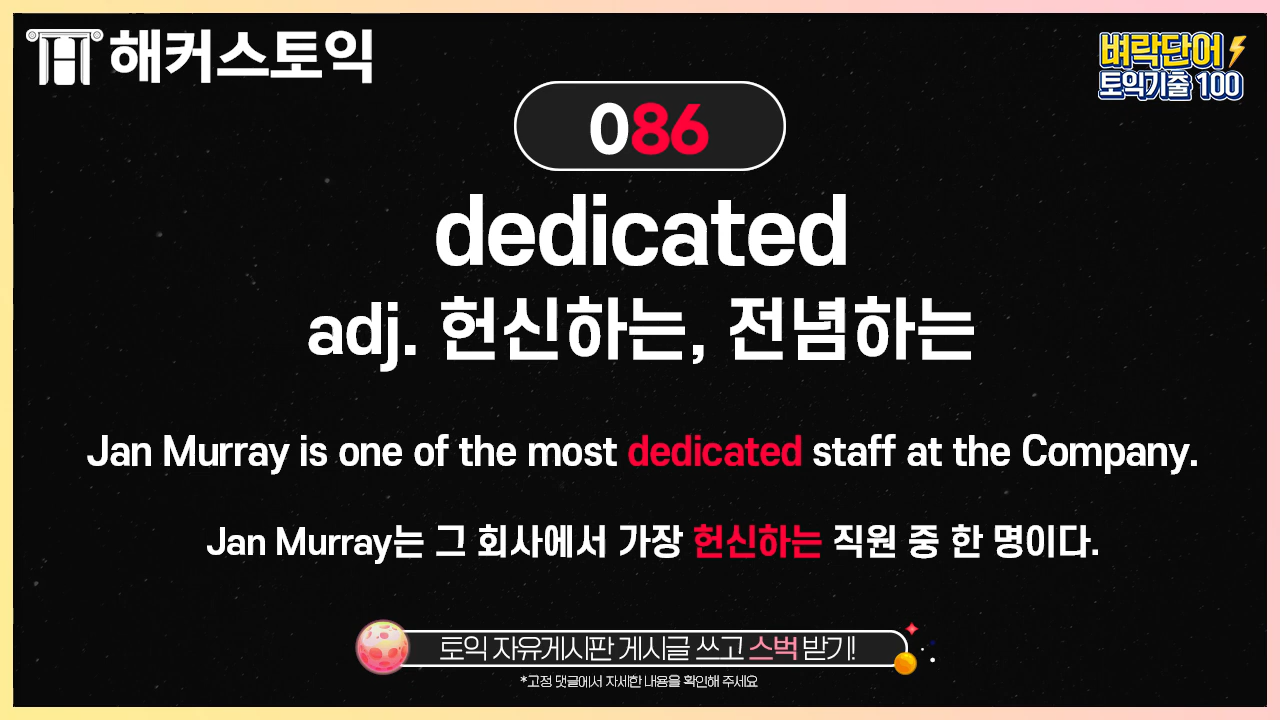 해커스토익
벼락단어
토익기출 100
086
dedicated
adj. 헌신하는, 전념하는
Jan Murray is one of the most dedicated staff at the Company.
Jan Murray는 그 회사에서 가장 헌신하는 직원 중 한 명이다.
토익 자유게시판 게시글 쓰고 스벅 받기!
*고정 댓글에서 자세한 내용을 확인해 주세요